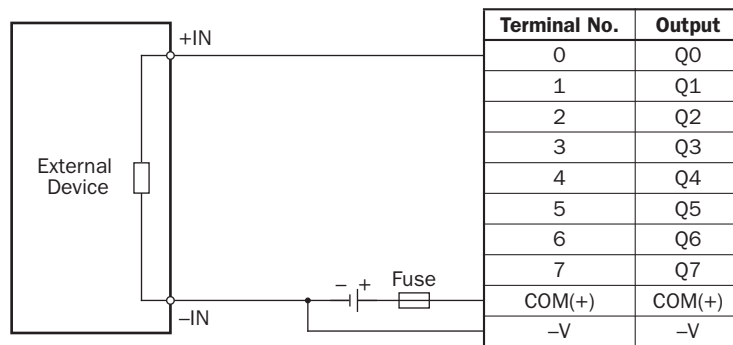 +IN
External
Device
–IN
– +
Fuse
Terminal No. Output
0 Q0
1 Q1
2 Q2
3 Q3
4 Q4
5 Q5
6 Q6
7 Q7
COM(+) COM(+)
–V –V